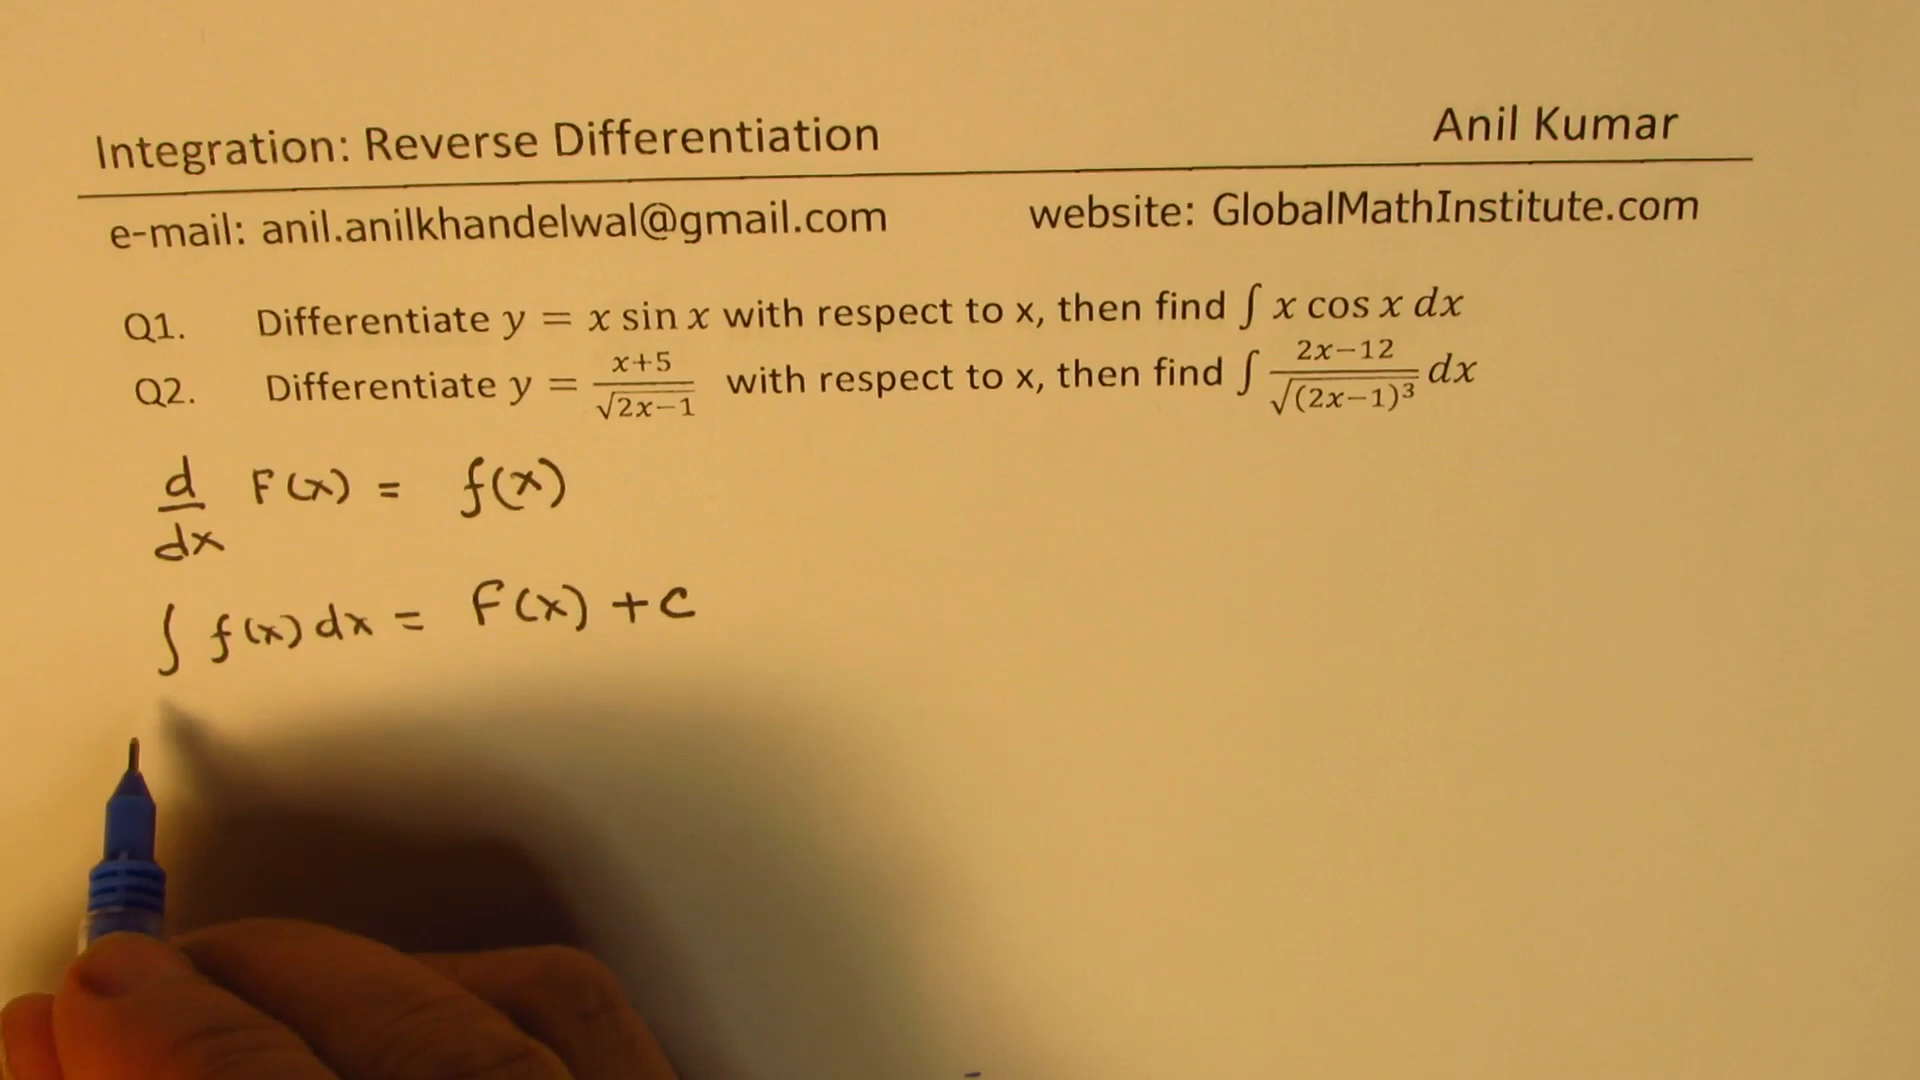 Integration: Reverse Differentiation Anil Kumar
e-mail: anil.anilkhandelwal@gmail.com website: GlobalMathInstitute.com
Q1. Differentiate y = x sin x with respect to x, then find ∫ x cos x dx
Q2. Differentiate y = (x+5)/√(2x−1) with respect to x, then find ∫ (2x−12)/√((2x−1)³) dx
d/dx F(x) = f(x)
∫ f(x) dx = F(x) + c